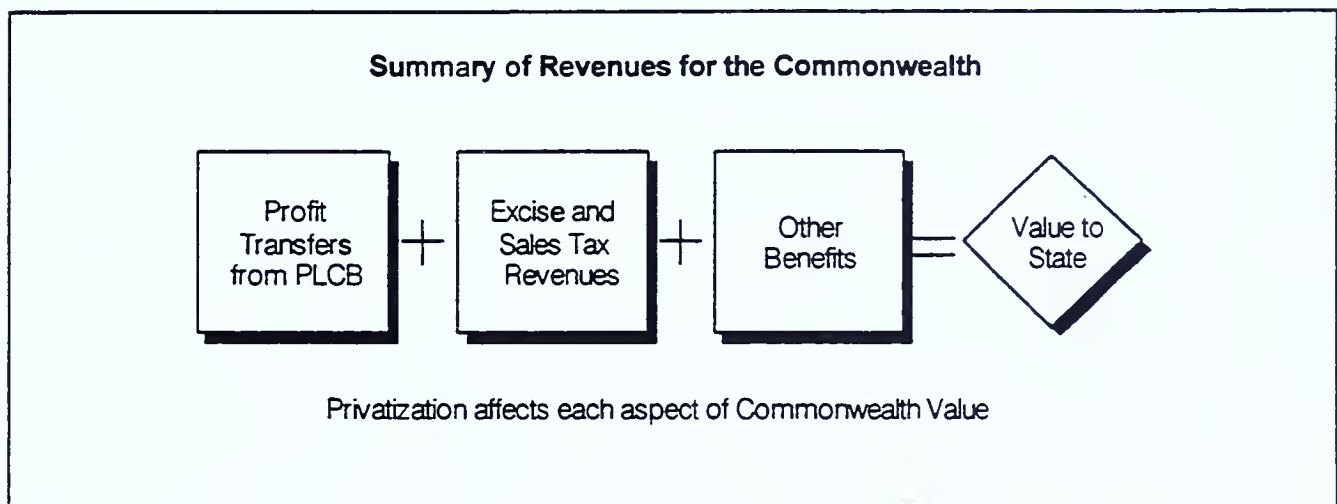 Summary of Revenues for the Commonwealth
Profit
Transfers
from PLCB
+
Excise and
Sales Tax
Revenues
+
Other
Benefits
=
Value to
State
Privatization affects each aspect of Commonwealth Value